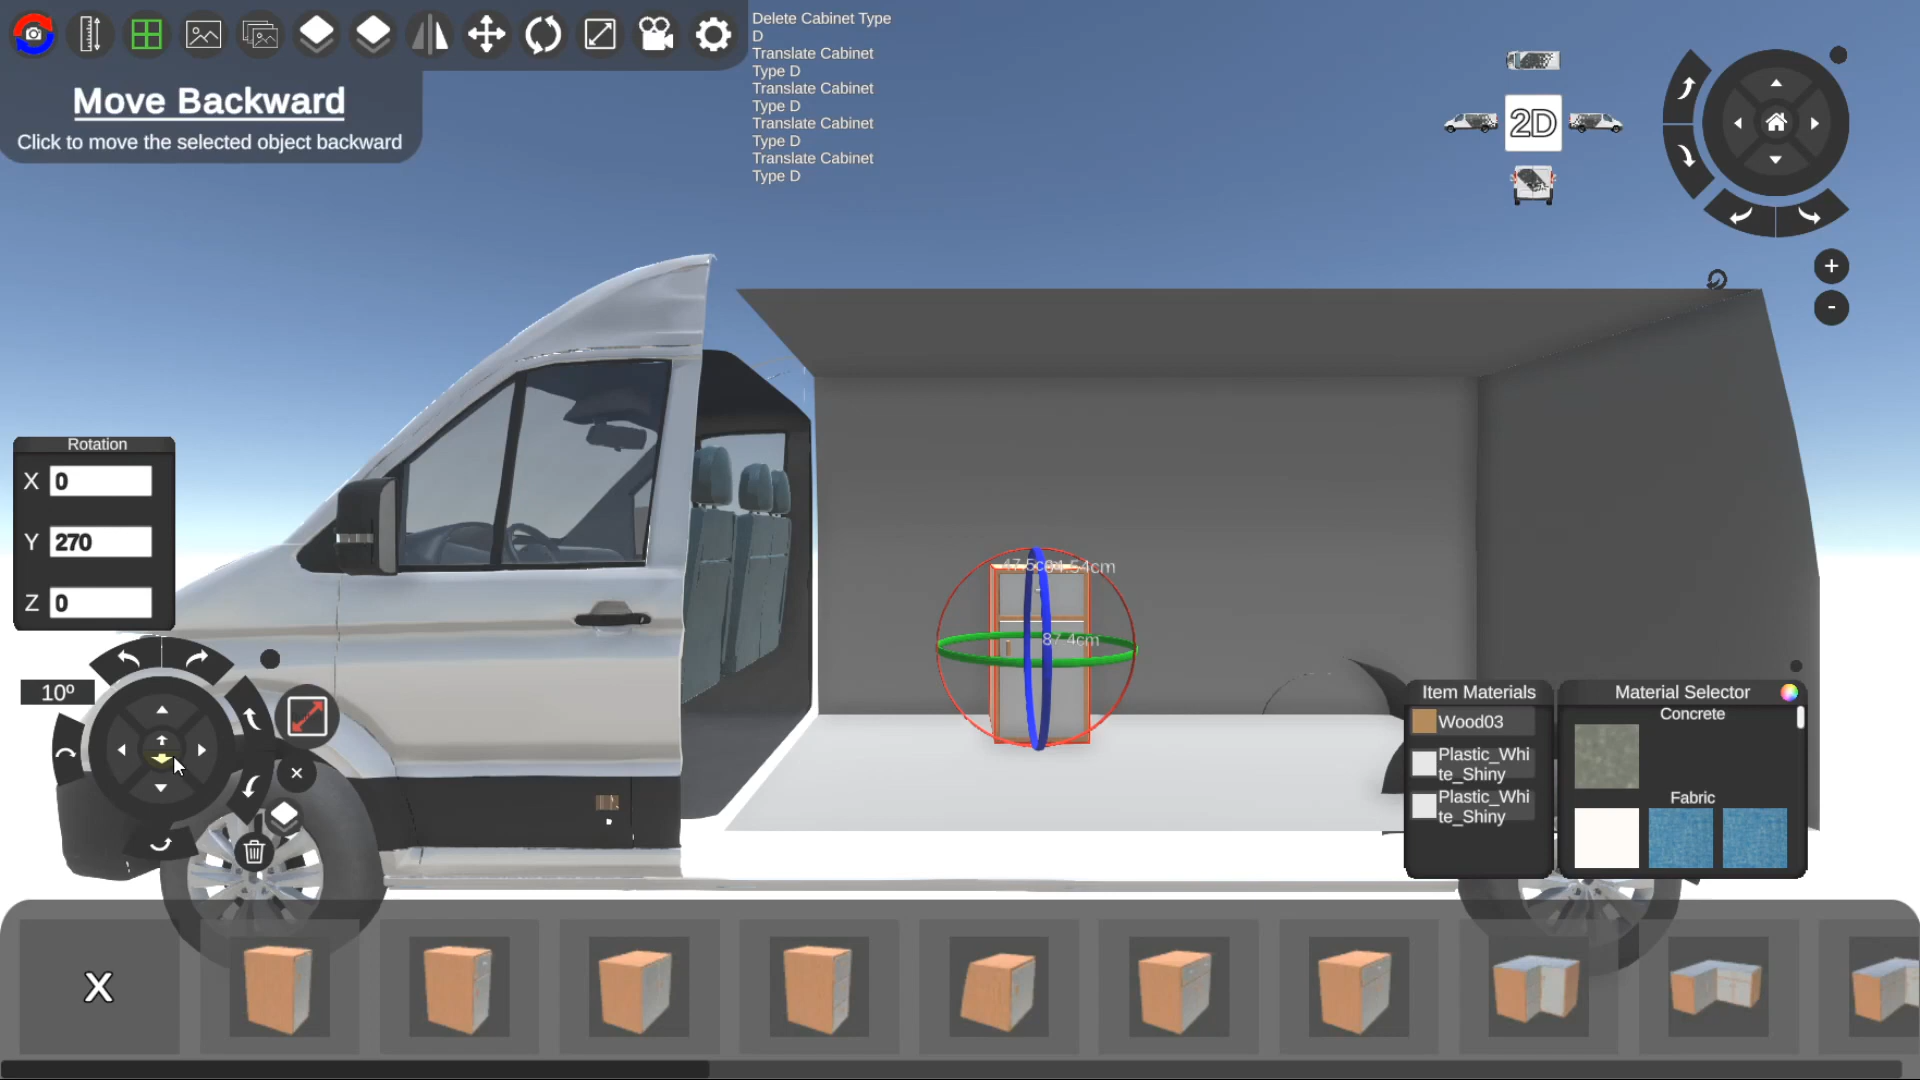 Delete Cabinet Type
D
Translate Cabinet
Type D
Translate Cabinet
Type D
Translate Cabinet
Type D
Translate Cabinet
Type D
Move Backward
Click to move the selected object backward
2D
+
-
Rotation
X 0
Y 270
Z 0
10º
87.4cm
Item Materials
Wood03
Plastic_Whi
te_Shiny
Plastic_Whi
te_Shiny
Material Selector
Concrete
Fabric
X